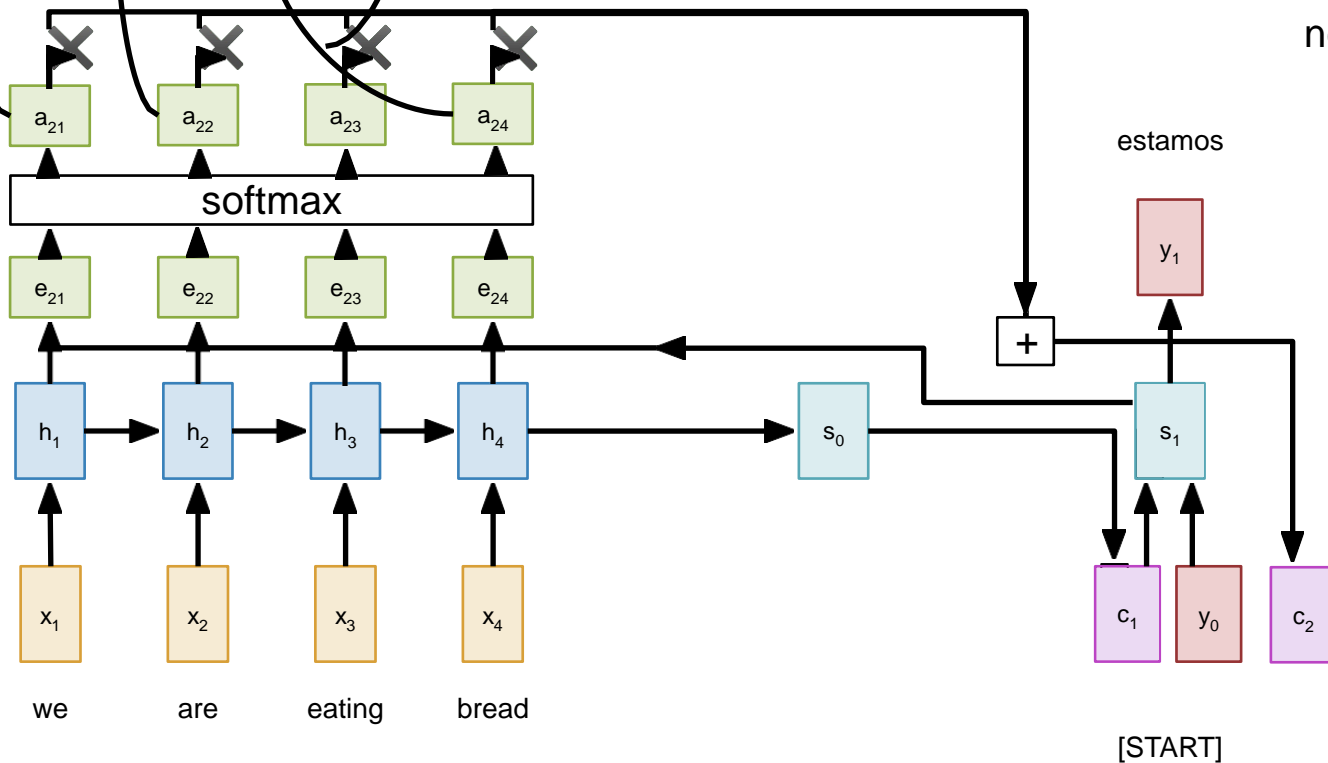 n
estamos
a₂₁ a₂₂ a₂₃ a₂₄
softmax
y₁
e₂₁ e₂₂ e₂₃ e₂₄
+
h₁ h₂ h₃ h₄ s₀ s₁
x₁ x₂ x₃ x₄ c₁ y₀ c₂
we are eating bread
[START]